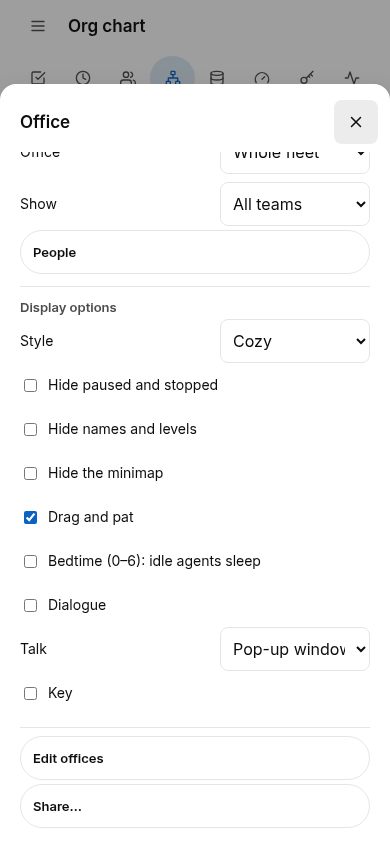 Org chart
Office
Office
Whole fleet
Show
All teams
People
Display options
Style
Cozy
Hide paused and stopped
Hide names and levels
Hide the minimap
Drag and pat
Bedtime (0–6): idle agents sleep
Dialogue
Talk
Pop-up window
Key
Edit offices
Share...